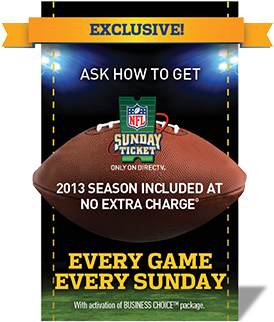 EXCLUSIVE!
ASK HOW TO GET
NFL
SUNDAY
TICKET
ONLY ON DIRECTV.
2013 SEASON INCLUDED AT
NO EXTRA CHARGE◊
EVERY GAME
EVERY SUNDAY
With activation of BUSINESS CHOICE™ package.